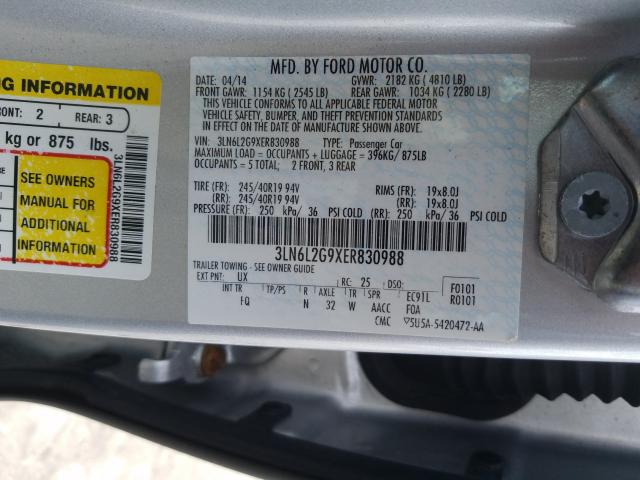 UG INFORMATION
FRONT: 2 REAR: 3
kg or 875 lbs.
SEE OWNERS
MANUAL FOR
ADDITIONAL
INFORMATION
3LN6L2G9XER830988
MFD. BY FORD MOTOR CO.
DATE: 04/14 GVWR: 2182 KG ( 4810 LB)
FRONT GAWR: 1154 KG ( 2545 LB) REAR GAWR: 1034 KG ( 2280 LB)
THIS VEHICLE CONFORMS TO ALL APPLICABLE FEDERAL MOTOR
VEHICLE SAFETY, BUMPER, AND THEFT PREVENTION STANDARDS
IN EFFECT ON THE DATE OF MANUFACTURE SHOWN ABOVE.
VIN: 3LN6L2G9XER830988 TYPE: Passenger Car
MAXIMUM LOAD = OCCUPANTS + LUGGAGE = 396KG/ 875LB
OCCUPANTS = 5 TOTAL; 2 FRONT, 3 REAR
TIRE (FR): 245/40R19 94V RIMS (FR): 19x8.0J
(RR): 245/40R19 94V (RR): 19x8.0J
PRESSURE (FR): 250 kPa/ 36 PSI COLD (RR): 250 kPa/ 36 PSI COLD
3LN6L2G9XER830988
TRAILER TOWING - SEE OWNER GUIDE
EXT PNT: UX RC: 25 DSO: F0101
INT TR TP/PS R AXLE TR SPR EC91L R0101
FQ N 32 W AACC FOA
CMC 5U5A-5420472-AA